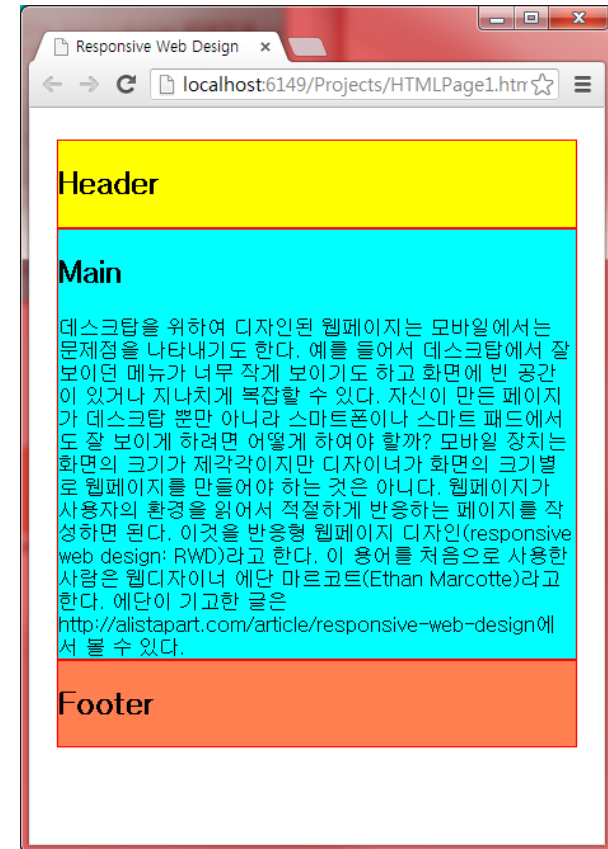 Responsive Web Design
localhost:6149/Projects/HTMLPage1.htm
Header
Main
데스크탑을 위하여 디자인된 웹페이지는 모바일에서는
문제점을 나타내기도 한다. 예를 들어서 데스크탑에서 잘
보이던 메뉴가 너무 작게 보이기도 하고 화면에 빈 공간
이 있거나 지나치게 복잡할 수 있다. 자신이 만든 페이지
가 데스크탑 뿐만 아니라 스마트폰이나 스마트 패드에서
도 잘 보이게 하려면 어떻게 하여야 할까? 모바일 장치는
화면의 크기가 제각각이지만 디자이너가 화면의 크기별
로 웹페이지를 만들어야 하는 것은 아니다. 웹페이지가
사용자의 환경을 읽어서 적절하게 반응하는 페이지를 작
성하면 된다. 이것을 반응형 웹페이지 디자인(responsive
web design: RWD)라고 한다. 이 용어를 처음으로 사용한
사람은 웹디자이너 에단 마르코트(Ethan Marcotte)라고
한다. 에단이 기고한 글은
http://alistapart.com/article/responsive-web-design에
서 볼 수 있다.
Footer